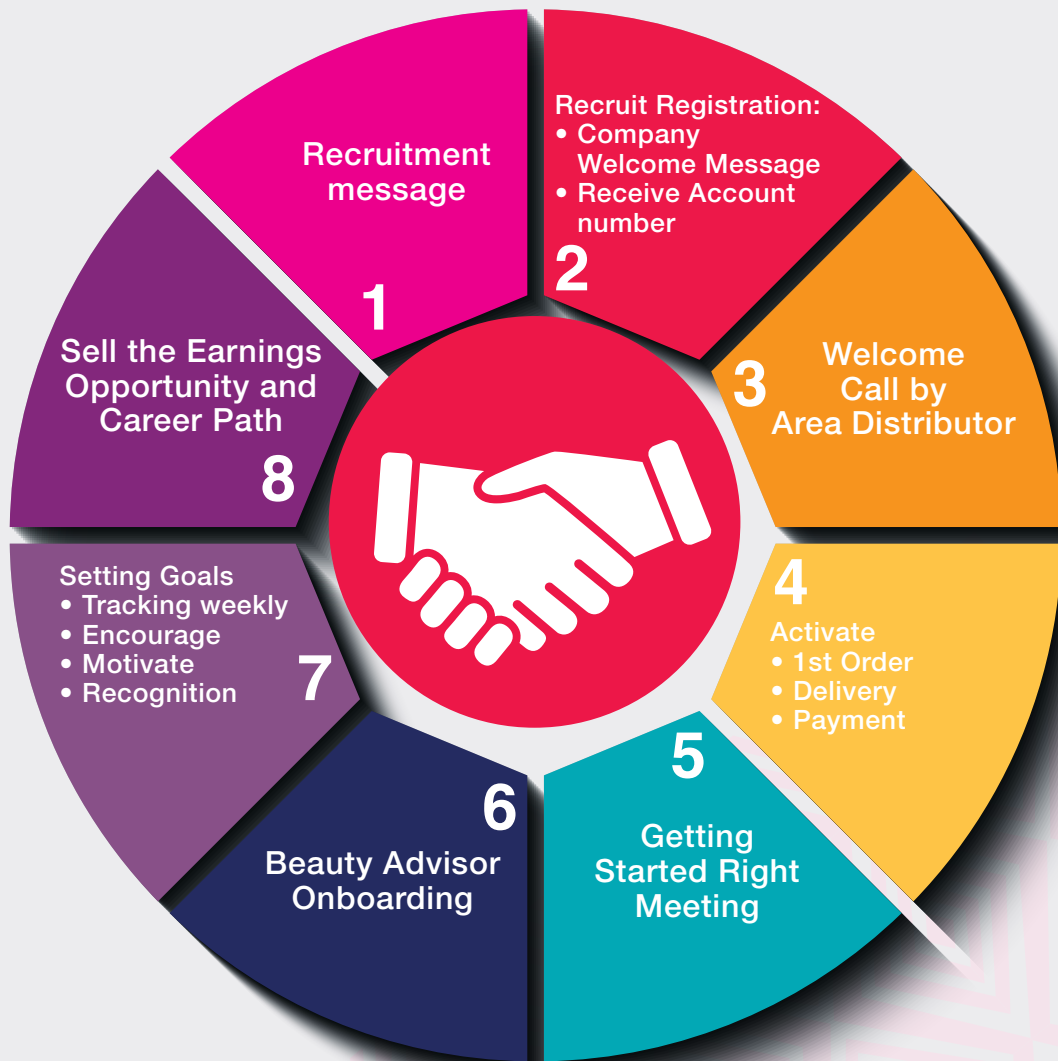 Recruitment
message
1
Recruit Registration:
• Company
Welcome Message
• Receive Account
number
2
3
Welcome
Call by
Area Distributor
4
Activate
• 1st Order
• Delivery
• Payment
5
Getting
Started Right
Meeting
6
Beauty Advisor
Onboarding
Setting Goals
• Tracking weekly
• Encourage
• Motivate
• Recognition
7
Sell the Earnings
Opportunity and
Career Path
8